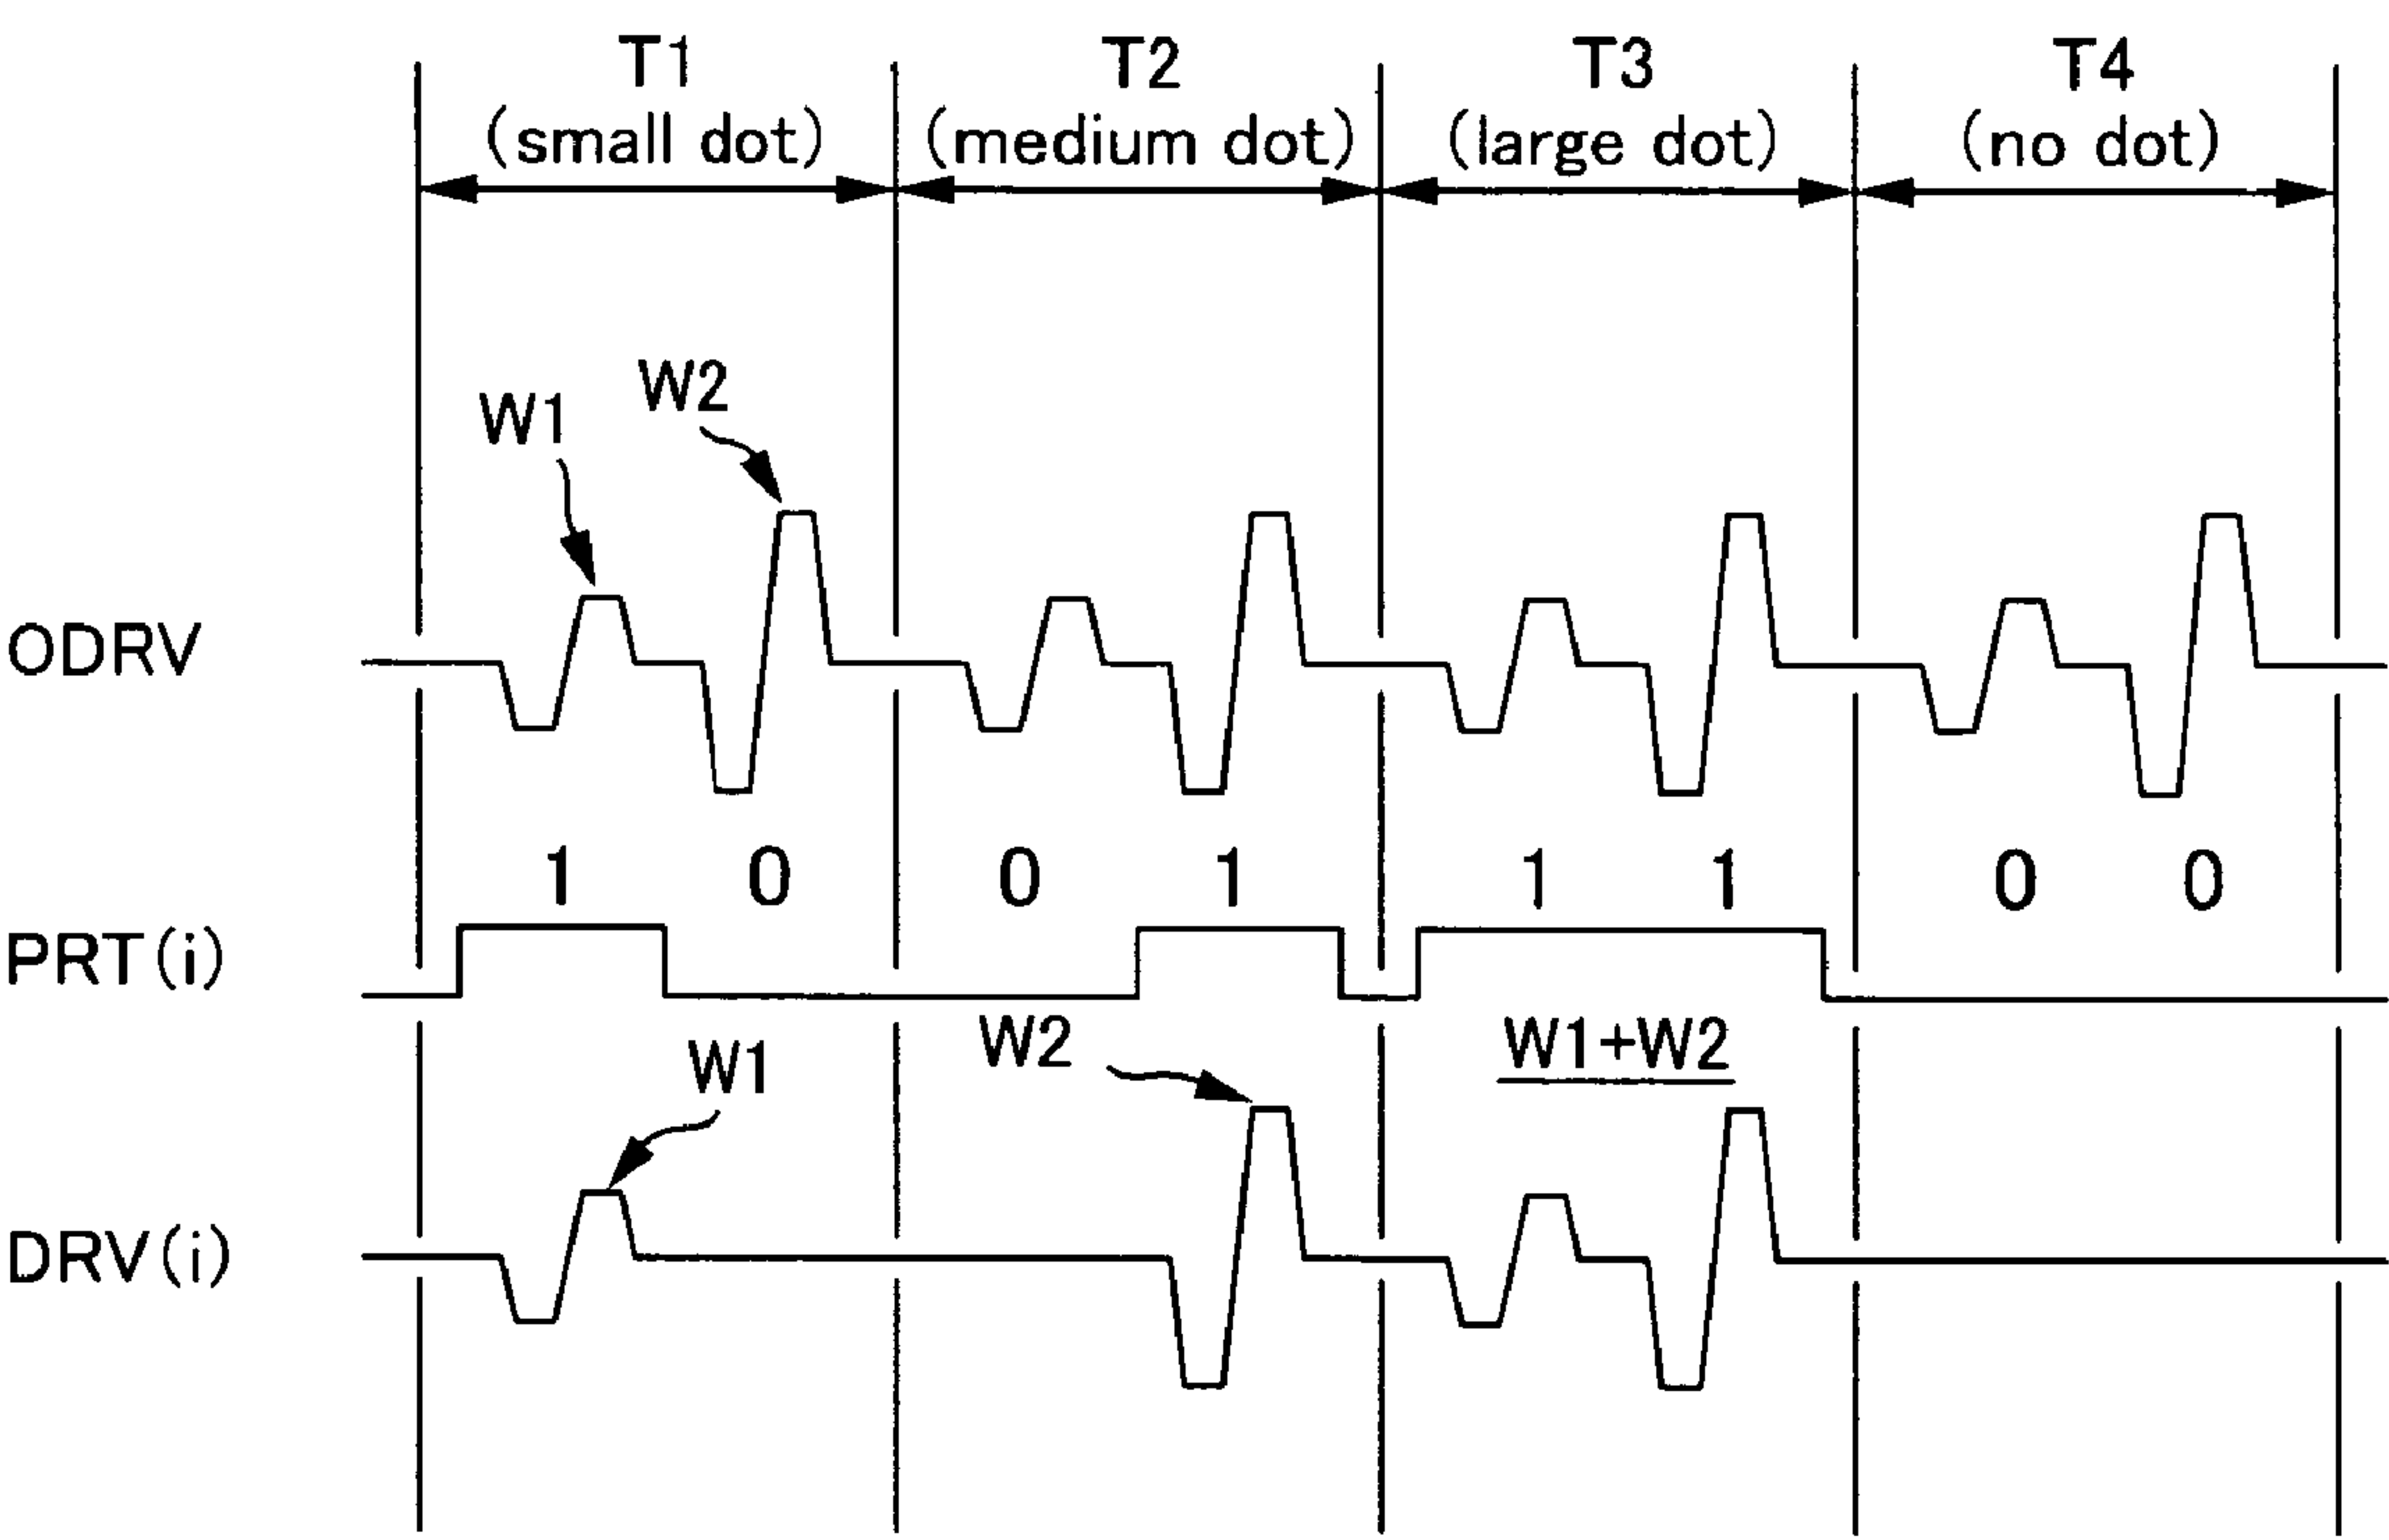 T1 T2 T3 T4
(small dot) (medium dot) (large dot) (no dot)
W1 W2
ODRV
1 0 0 1 1 1 0 0
PRT(i)
W1 W2 W1+W2
DRV(i)